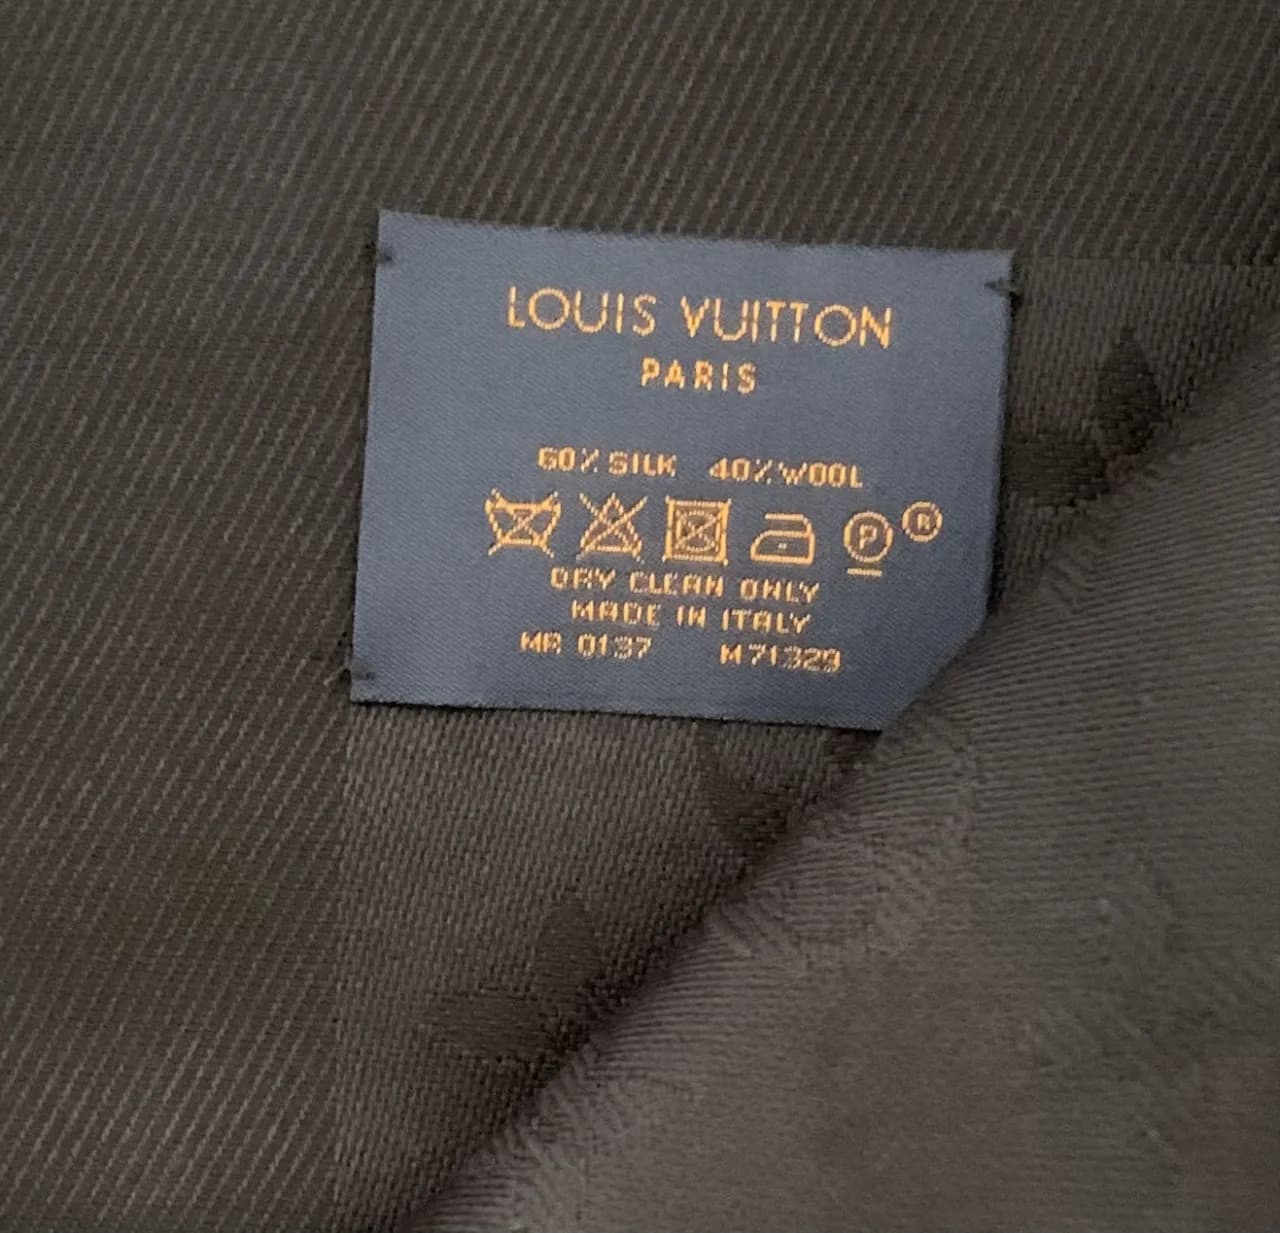 LOUIS VUITTON
PARIS
60% SILK 40% WOOL
P R
DRY CLEAN ONLY
MADE IN ITALY
MR 0137 M71329